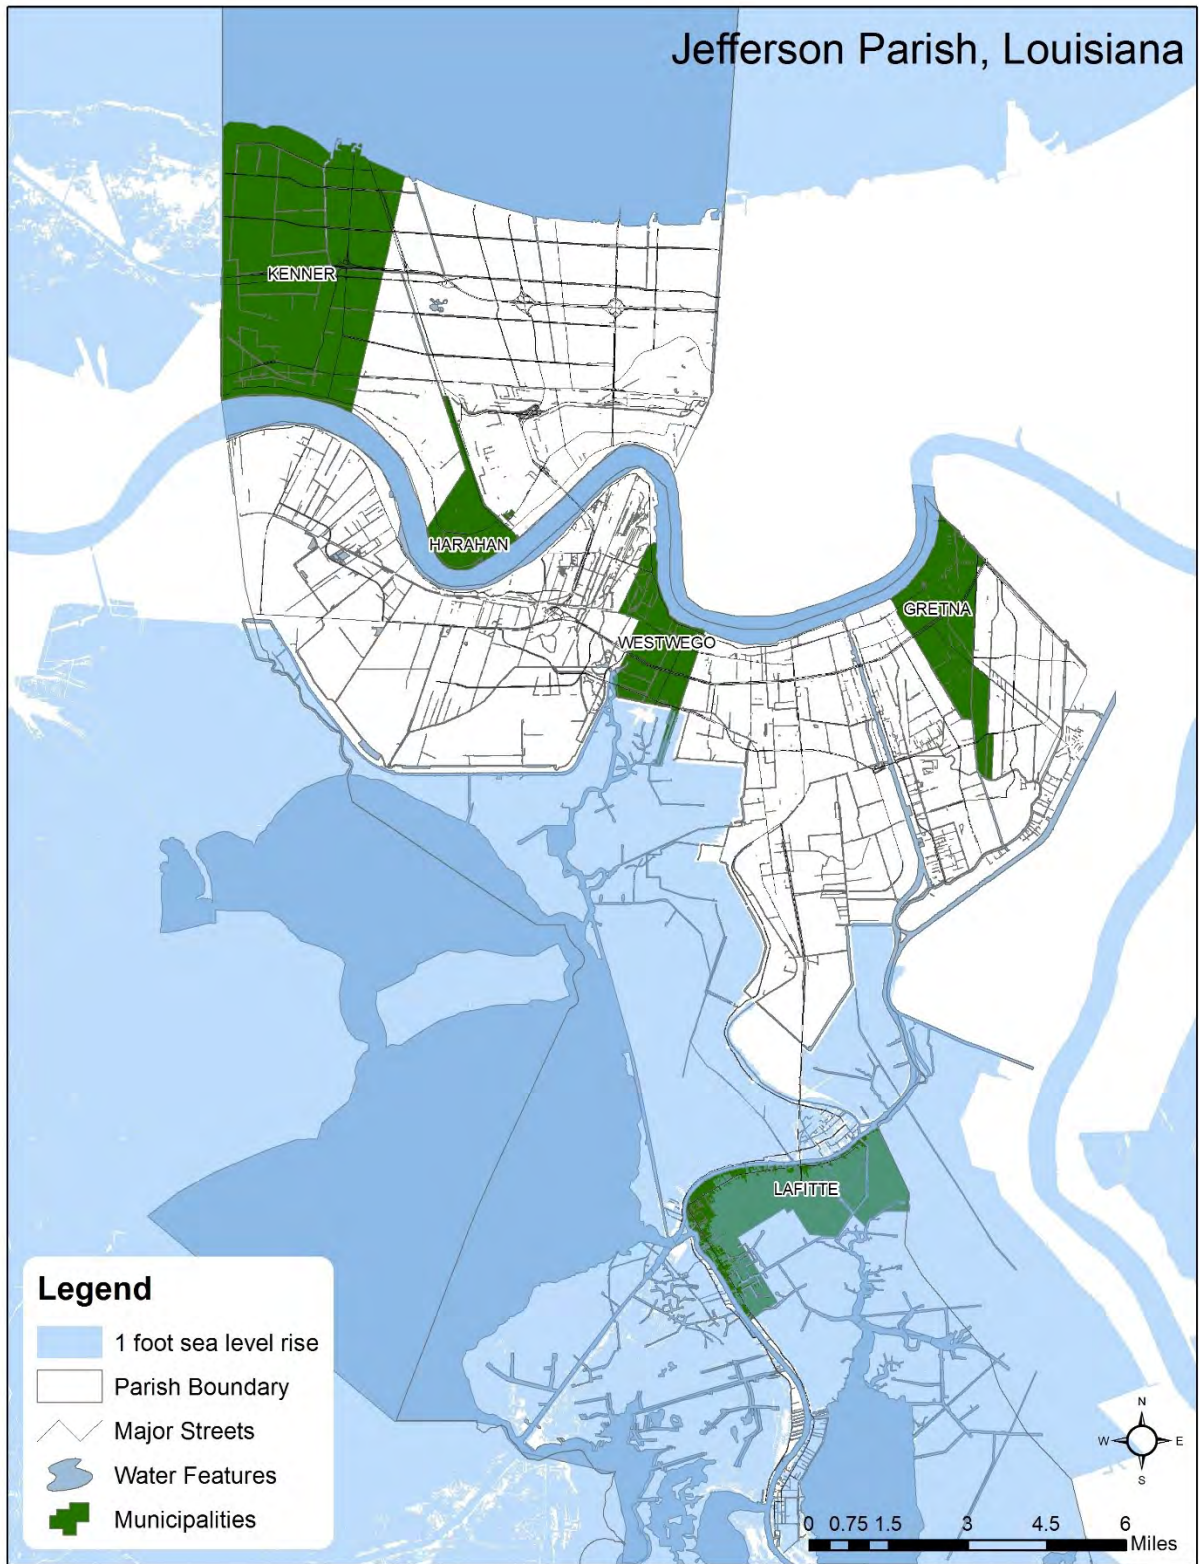 Jefferson Parish, Louisiana
KENNER
HARAHAN
GRETNA
WESTWEGO
LAFITTE
Legend
1 foot sea level rise
Parish Boundary
Major Streets
Water Features
Municipalities
N
W E
S
0 0.75 1.5 3 4.5 6
Miles